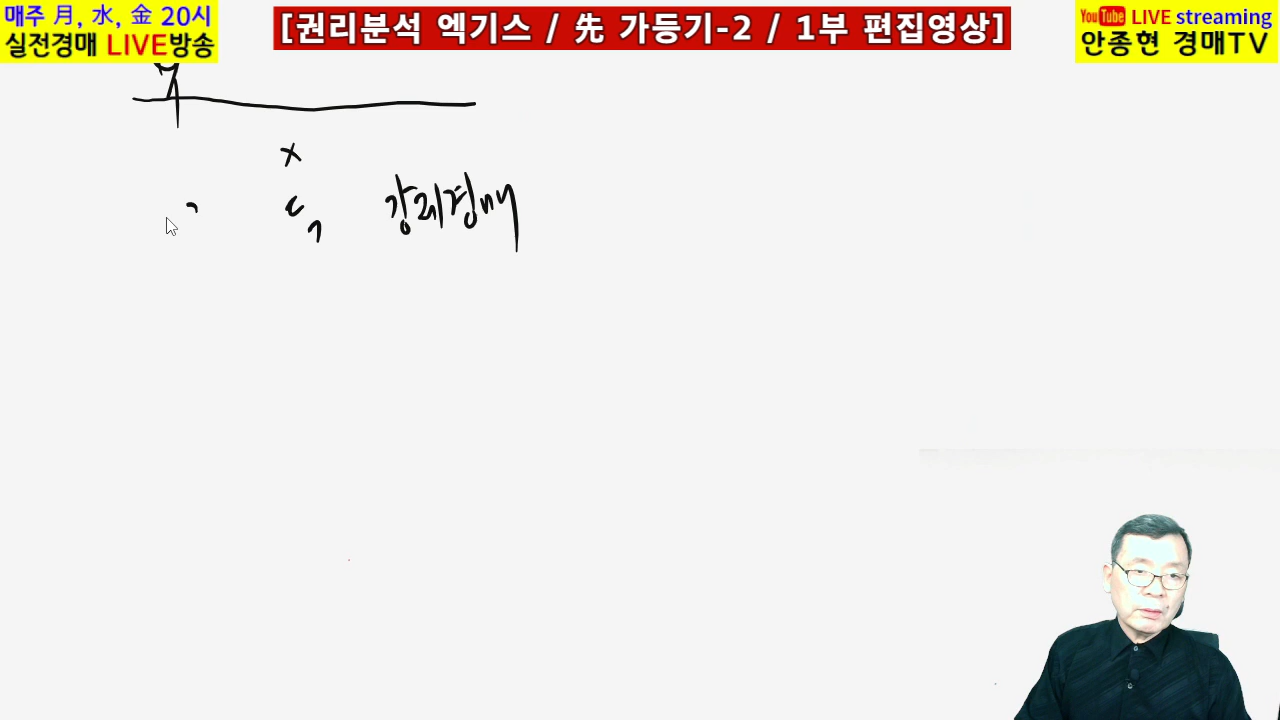 매주 月, 水, 金 20시
실전경매 LIVE방송
[권리분석 엑기스 / 先 가등기-2 / 1부 편집영상]
YouTube LIVE streaming
안종현 경매TV
x
강제경매